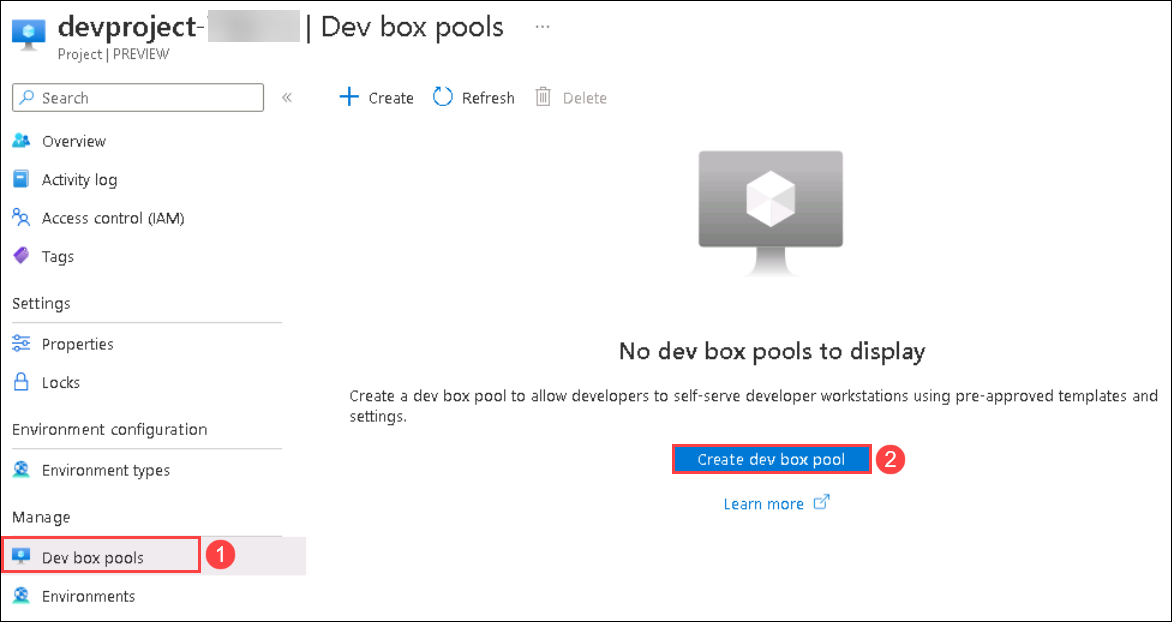 devproject- | Dev box pools ...
Project | PREVIEW
Search «
+ Create Refresh Delete
Overview
Activity log
Access control (IAM)
Tags
Settings
Properties
Locks
Environment configuration
Environment types
Manage
Dev box pools 1
Environments
No dev box pools to display
Create a dev box pool to allow developers to self-serve developer workstations using pre-approved templates and
settings.
Create dev box pool 2
Learn more